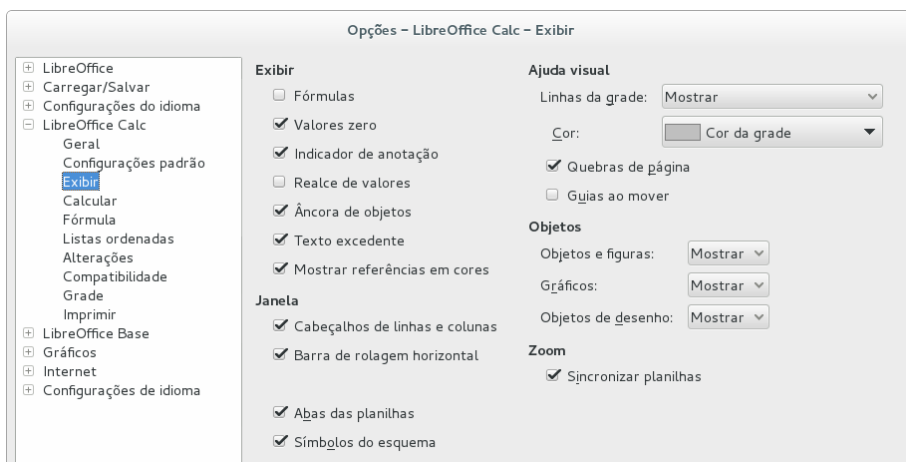 Opções – LibreOffice Calc – Exibir
LibreOffice
Carregar/Salvar
Configurações do idioma
LibreOffice Calc
Geral
Configurações padrão
Exibir
Calcular
Fórmula
Listas ordenadas
Alterações
Compatibilidade
Grade
Imprimir
LibreOffice Base
Gráficos
Internet
Configurações de idioma
Exibir
Fórmulas
Valores zero
Indicador de anotação
Realce de valores
Âncora de objetos
Texto excedente
Mostrar referências em cores
Janela
Cabeçalhos de linhas e colunas
Barra de rolagem horizontal
Abas das planilhas
Símbolos do esquema
Ajuda visual
Linhas da grade: Mostrar
Cor: Cor da grade
Quebras de página
Guias ao mover
Objetos
Objetos e figuras: Mostrar
Gráficos: Mostrar
Objetos de desenho: Mostrar
Zoom
Sincronizar planilhas